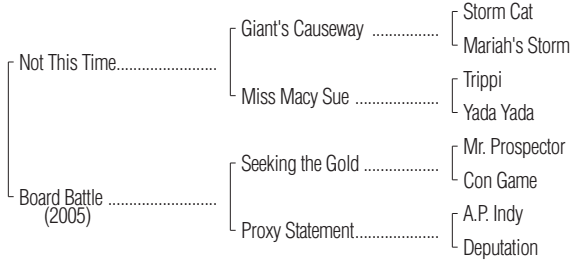 Storm Cat
Giant's Causeway ..................
Mariah's Storm
Not This Time.........................
Trippi
Miss Macy Sue .....................
Yada Yada
Mr. Prospector
Seeking the Gold ...................
Con Game
Board Battle ...........................
(2005)
A.P. Indy
Proxy Statement.....................
Deputation